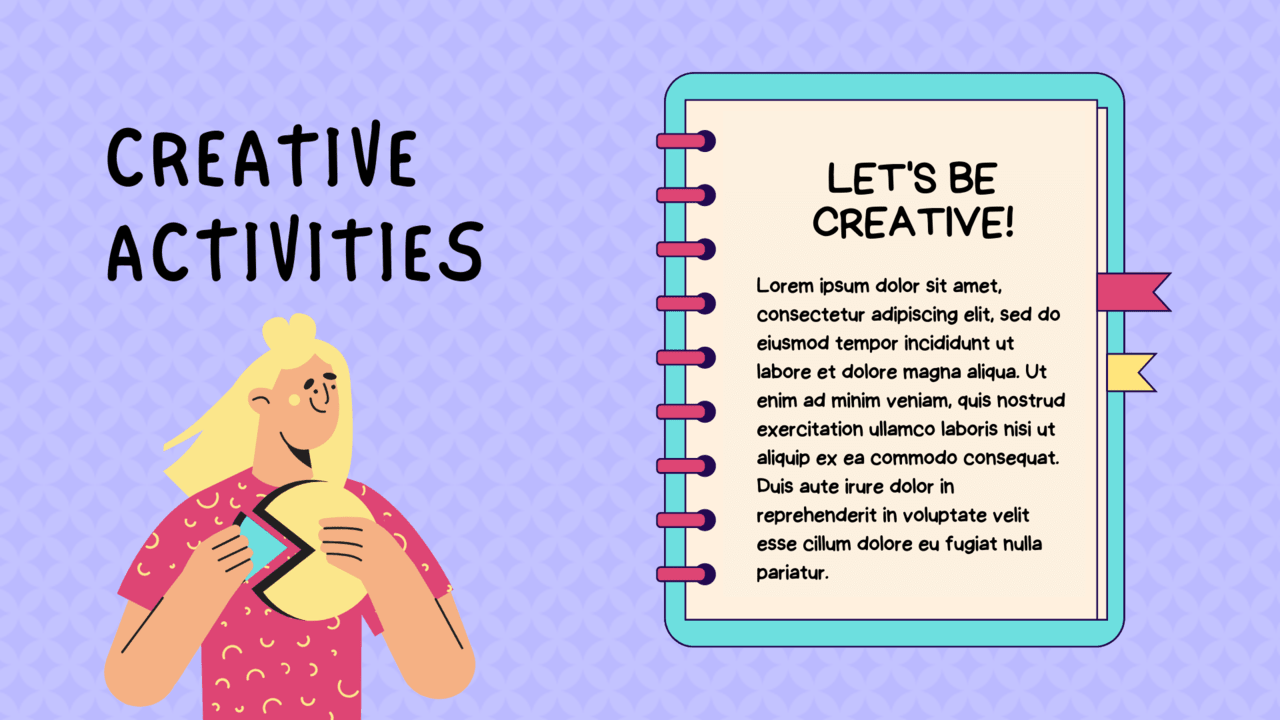 CREATIVE
ACTIVITIES
LET'S BE
CREATIVE!
Lorem ipsum dolor sit amet,
consectetur adipiscing elit, sed do
eiusmod tempor incididunt ut
labore et dolore magna aliqua. Ut
enim ad minim veniam, quis nostrud
exercitation ullamco laboris nisi ut
aliquip ex ea commodo consequat.
Duis aute irure dolor in
reprehenderit in voluptate velit
esse cillum dolore eu fugiat nulla
pariatur.